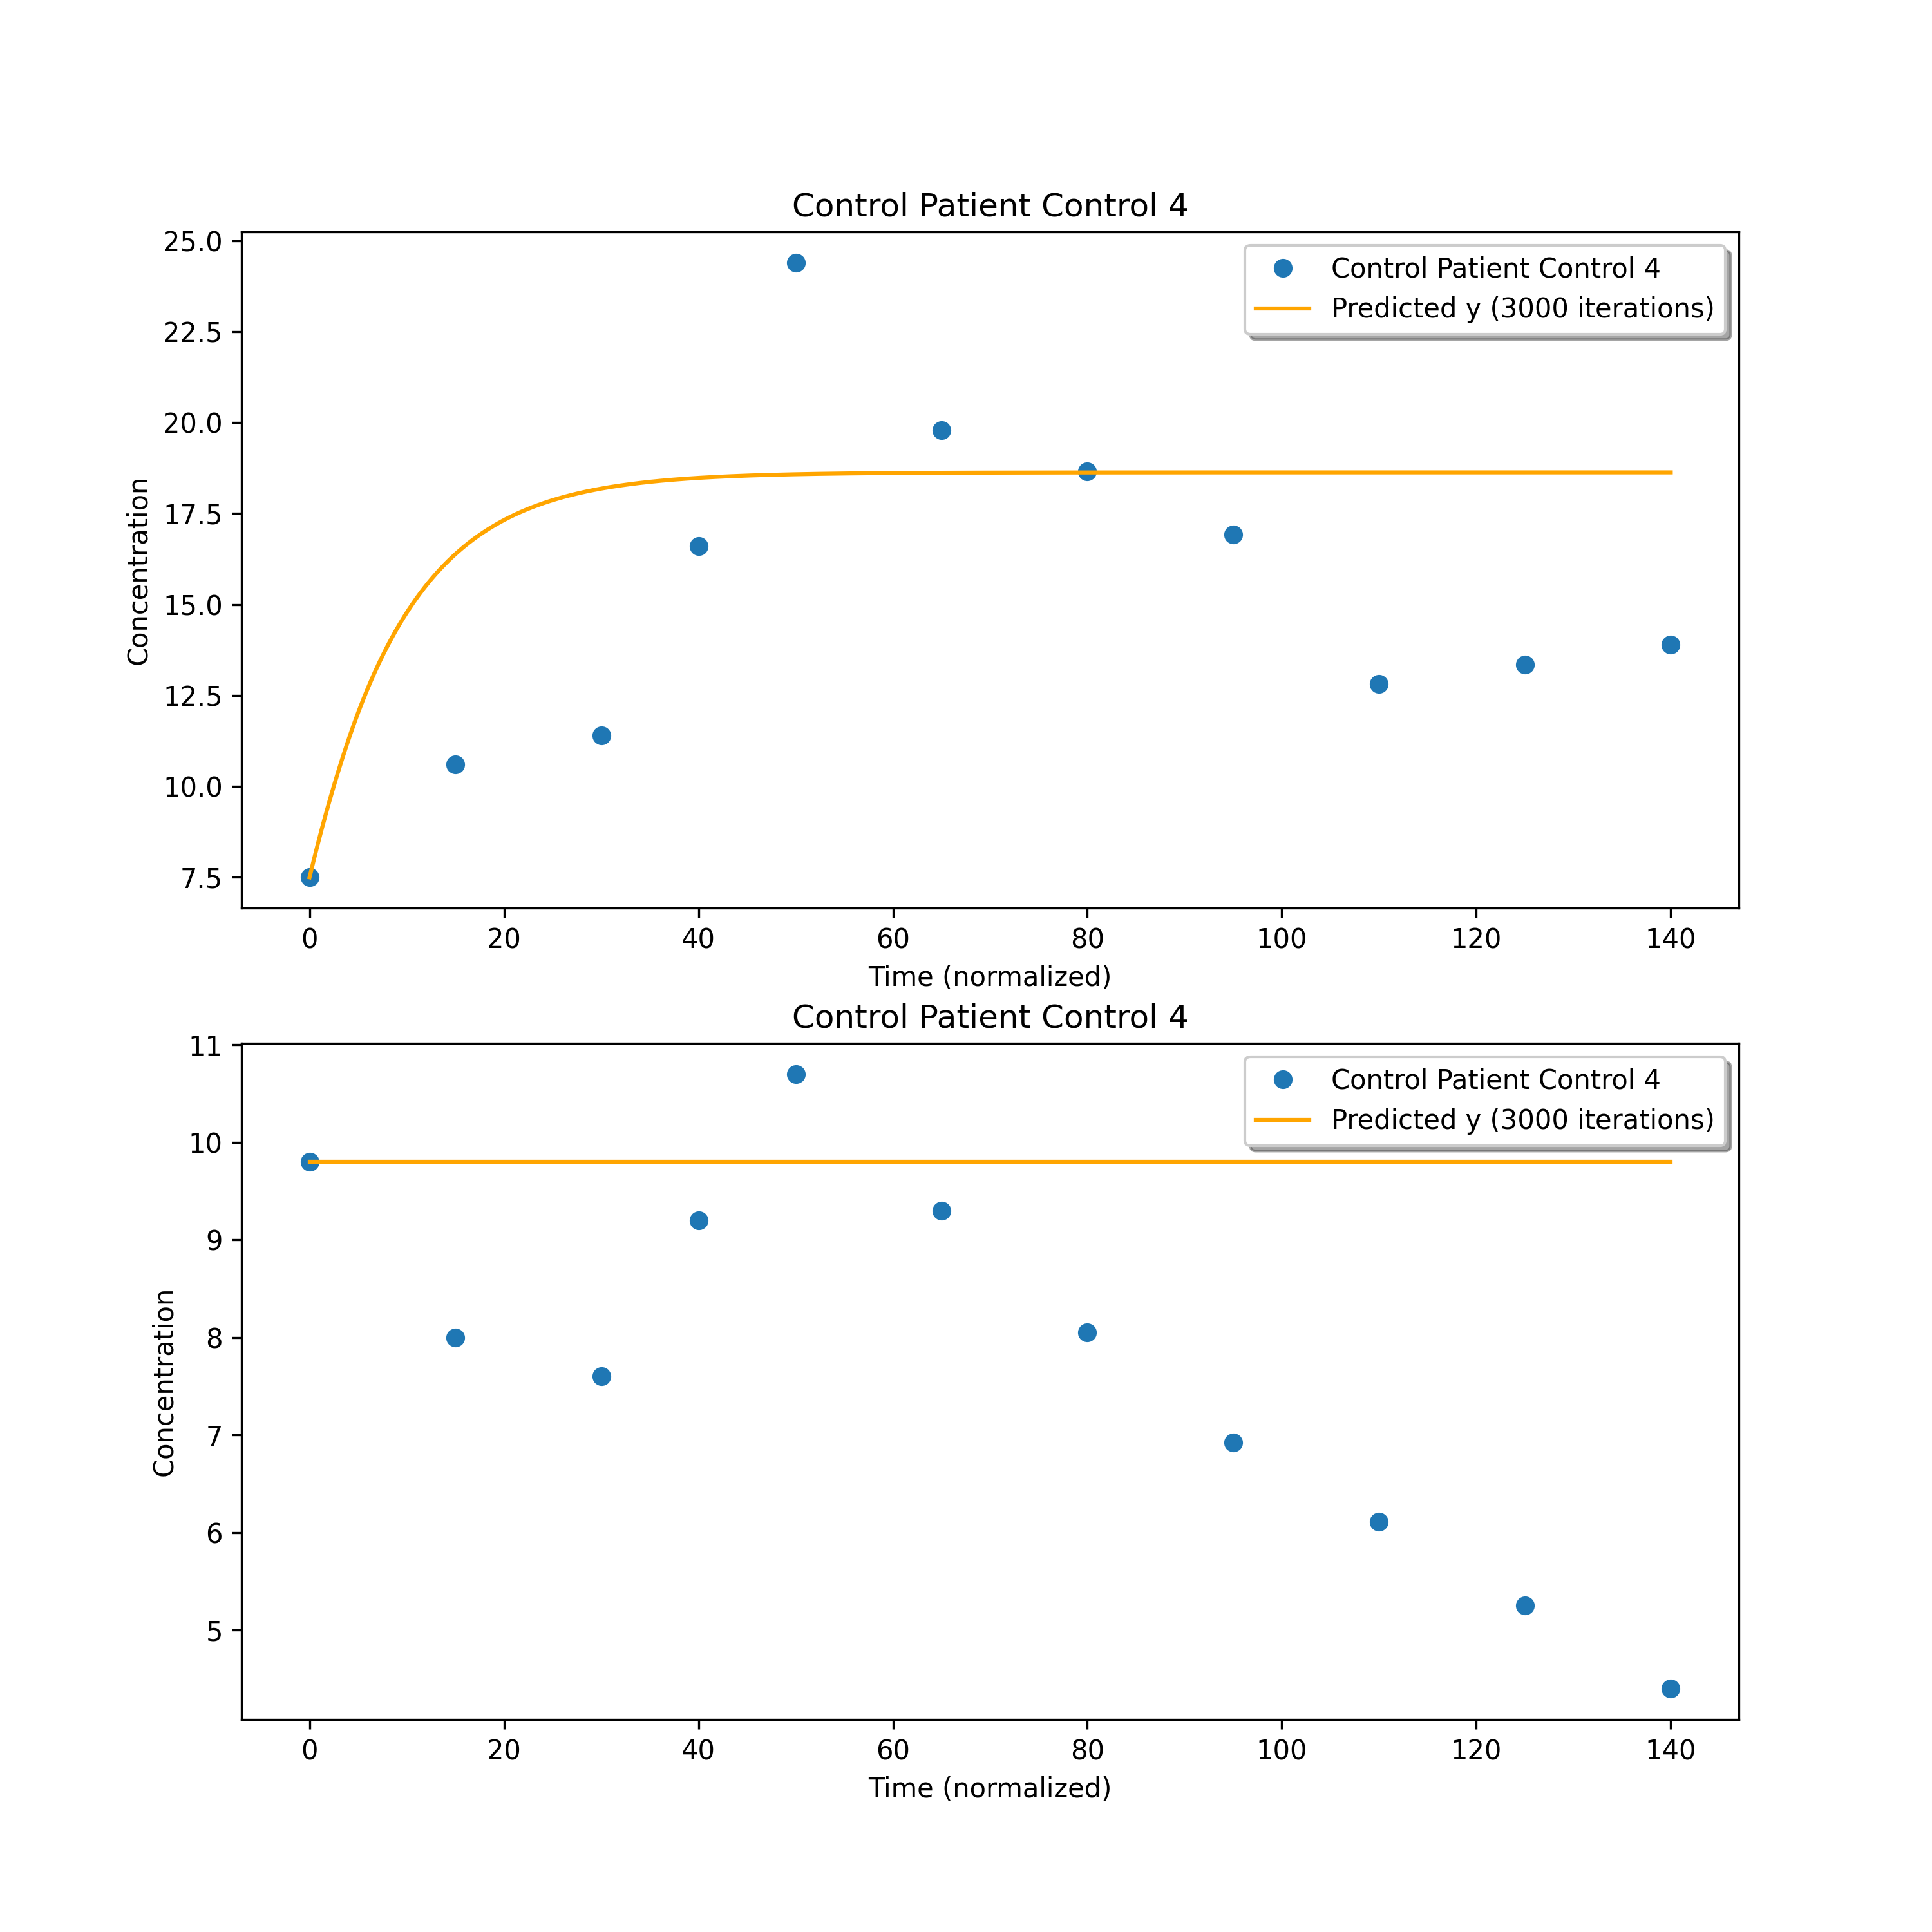 Control Patient Control 4
25.0
22.5
20.0
17.5
15.0
12.5
10.0
7.5
Concentration
Control Patient Control 4
Predicted y (3000 iterations)
0 20 40 60 80 100 120 140
Time (normalized)
Control Patient Control 4
11
10
9
8
7
6
5
Concentration
Control Patient Control 4
Predicted y (3000 iterations)
0 20 40 60 80 100 120 140
Time (normalized)